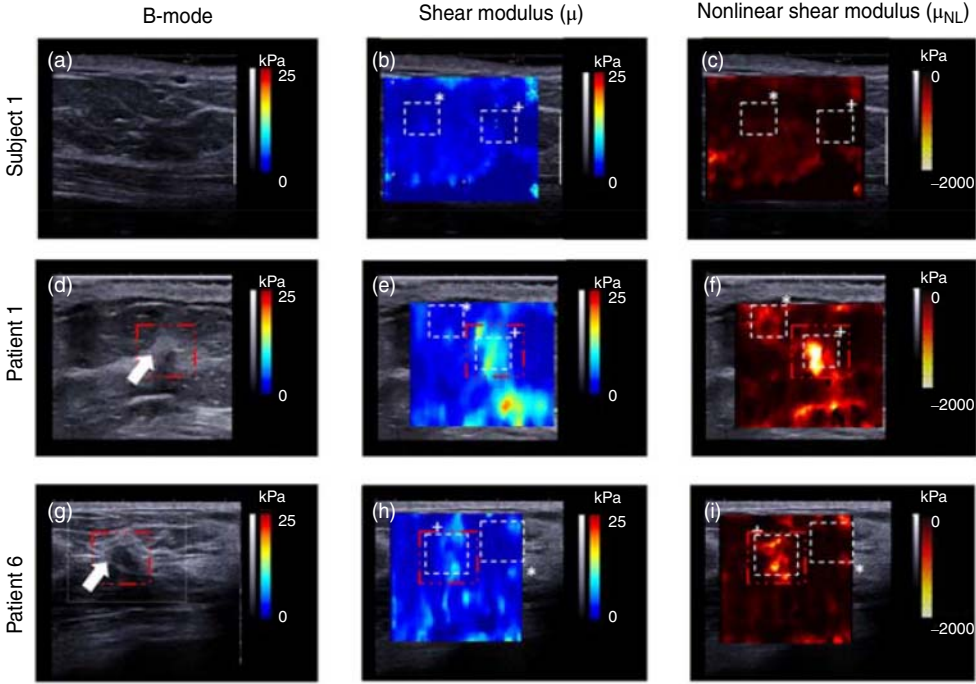 B-mode
Shear modulus (μ)
Nonlinear shear modulus (μNL)
Subject 1
(a)
kPa
25
0
(b)
*
+
kPa
25
0
(c)
*
+
kPa
0
−2000
Patient 1
(d)
kPa
25
0
(e)
*
+
kPa
25
0
(f)
*
+
kPa
0
−2000
Patient 6
(g)
kPa
25
0
(h)
+
*
kPa
25
0
(i)
+
*
kPa
0
−2000